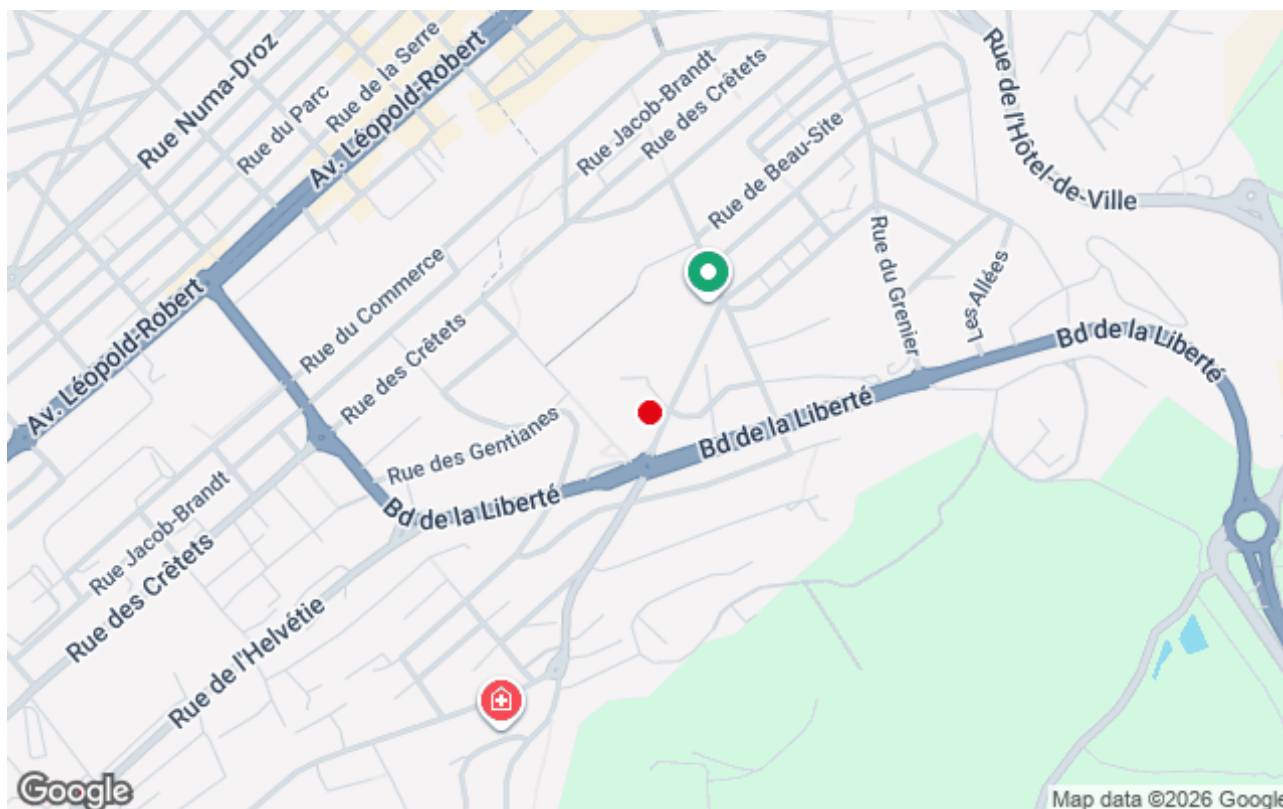 Rue Numa-Droz
Rue du Parc
Rue de la Serre
Av. Léopold-Robert
Rue Jacob-Brandt
Rue des Crêtets
Rue de Beau-Site
Rue de l'Hôtel-de-Ville
Av. Léopold-Robert
Rue du Commerce
Rue des Crêtets
Rue du Grenier
Les Allées
Bd de la Liberté
Bd de la Liberté
Rue des Gentianes
Bd de la Liberté
Rue Jacob-Brandt
Rue des Crêtets
Rue de l'Helvétie
Google
Map data ©2026 Google